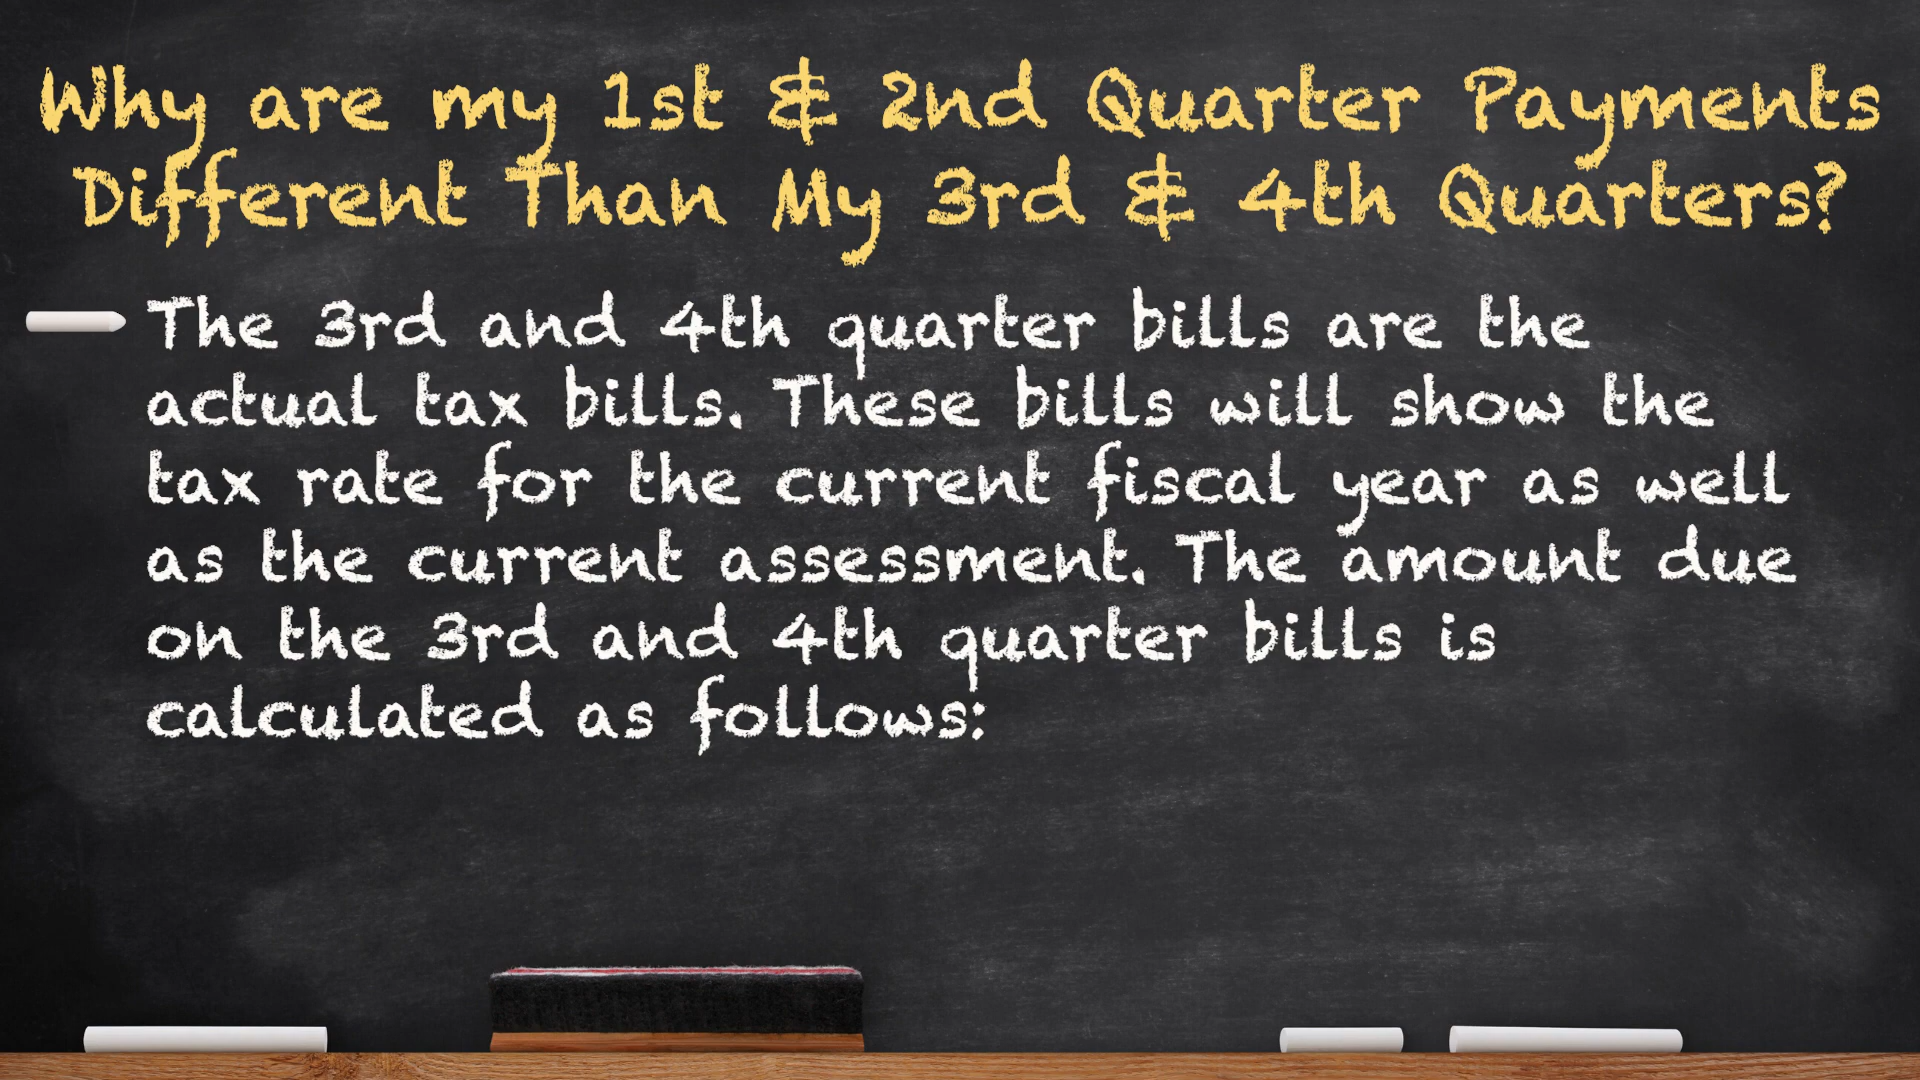 Why are my 1st & 2nd Quarter Payments
Different Than My 3rd & 4th Quarters?
The 3rd and 4th quarter bills are the
actual tax bills. These bills will show the
tax rate for the current fiscal year as well
as the current assessment. The amount due
on the 3rd and 4th quarter bills is
calculated as follows: